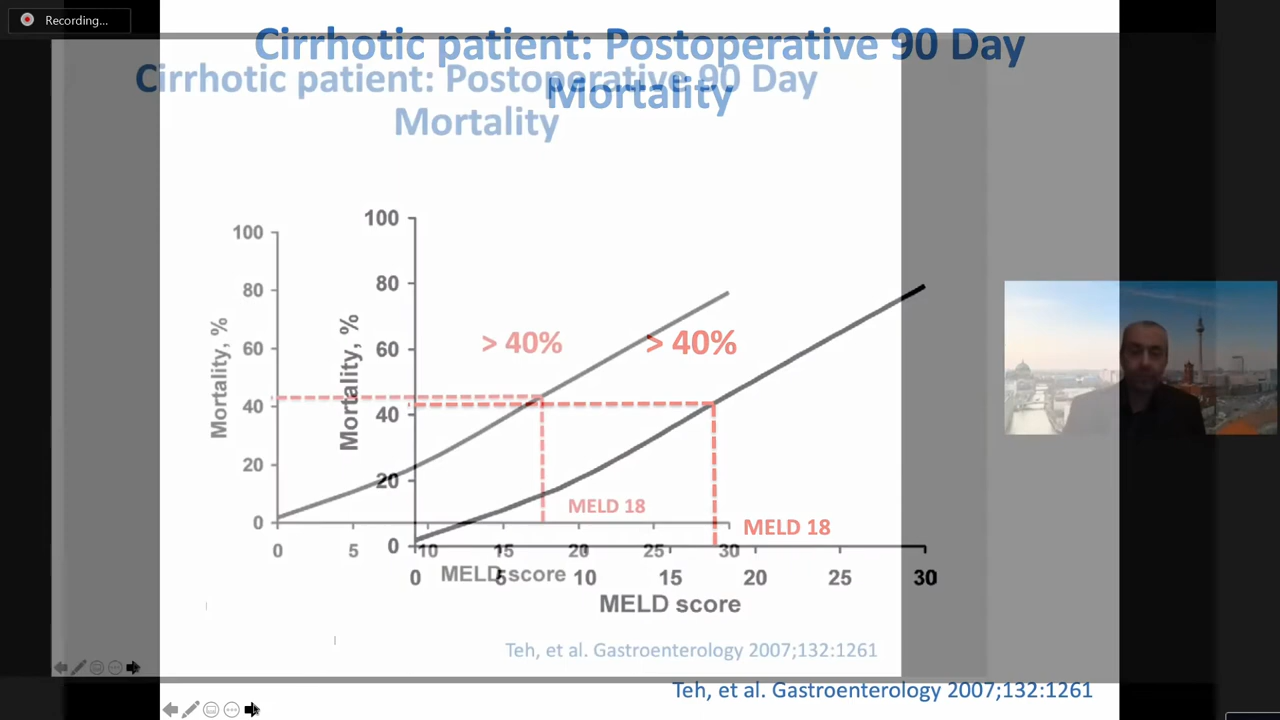 Recording...
Cirrhotic patient: Postoperative 90 Day
Mortality
Cirrhotic patient: Postoperative 90 Day
Mortality
100
80
60
40
20
0
Mortality, %
> 40%
MELD 18
0 5 10 15 20 25 30
MELD score
Teh, et al. Gastroenterology 2007;132:1261
100
80
60
40
20
0
Mortality, %
> 40%
MELD 18
0 5 10 15 20 25 30
MELD score
Teh, et al. Gastroenterology 2007;132:1261